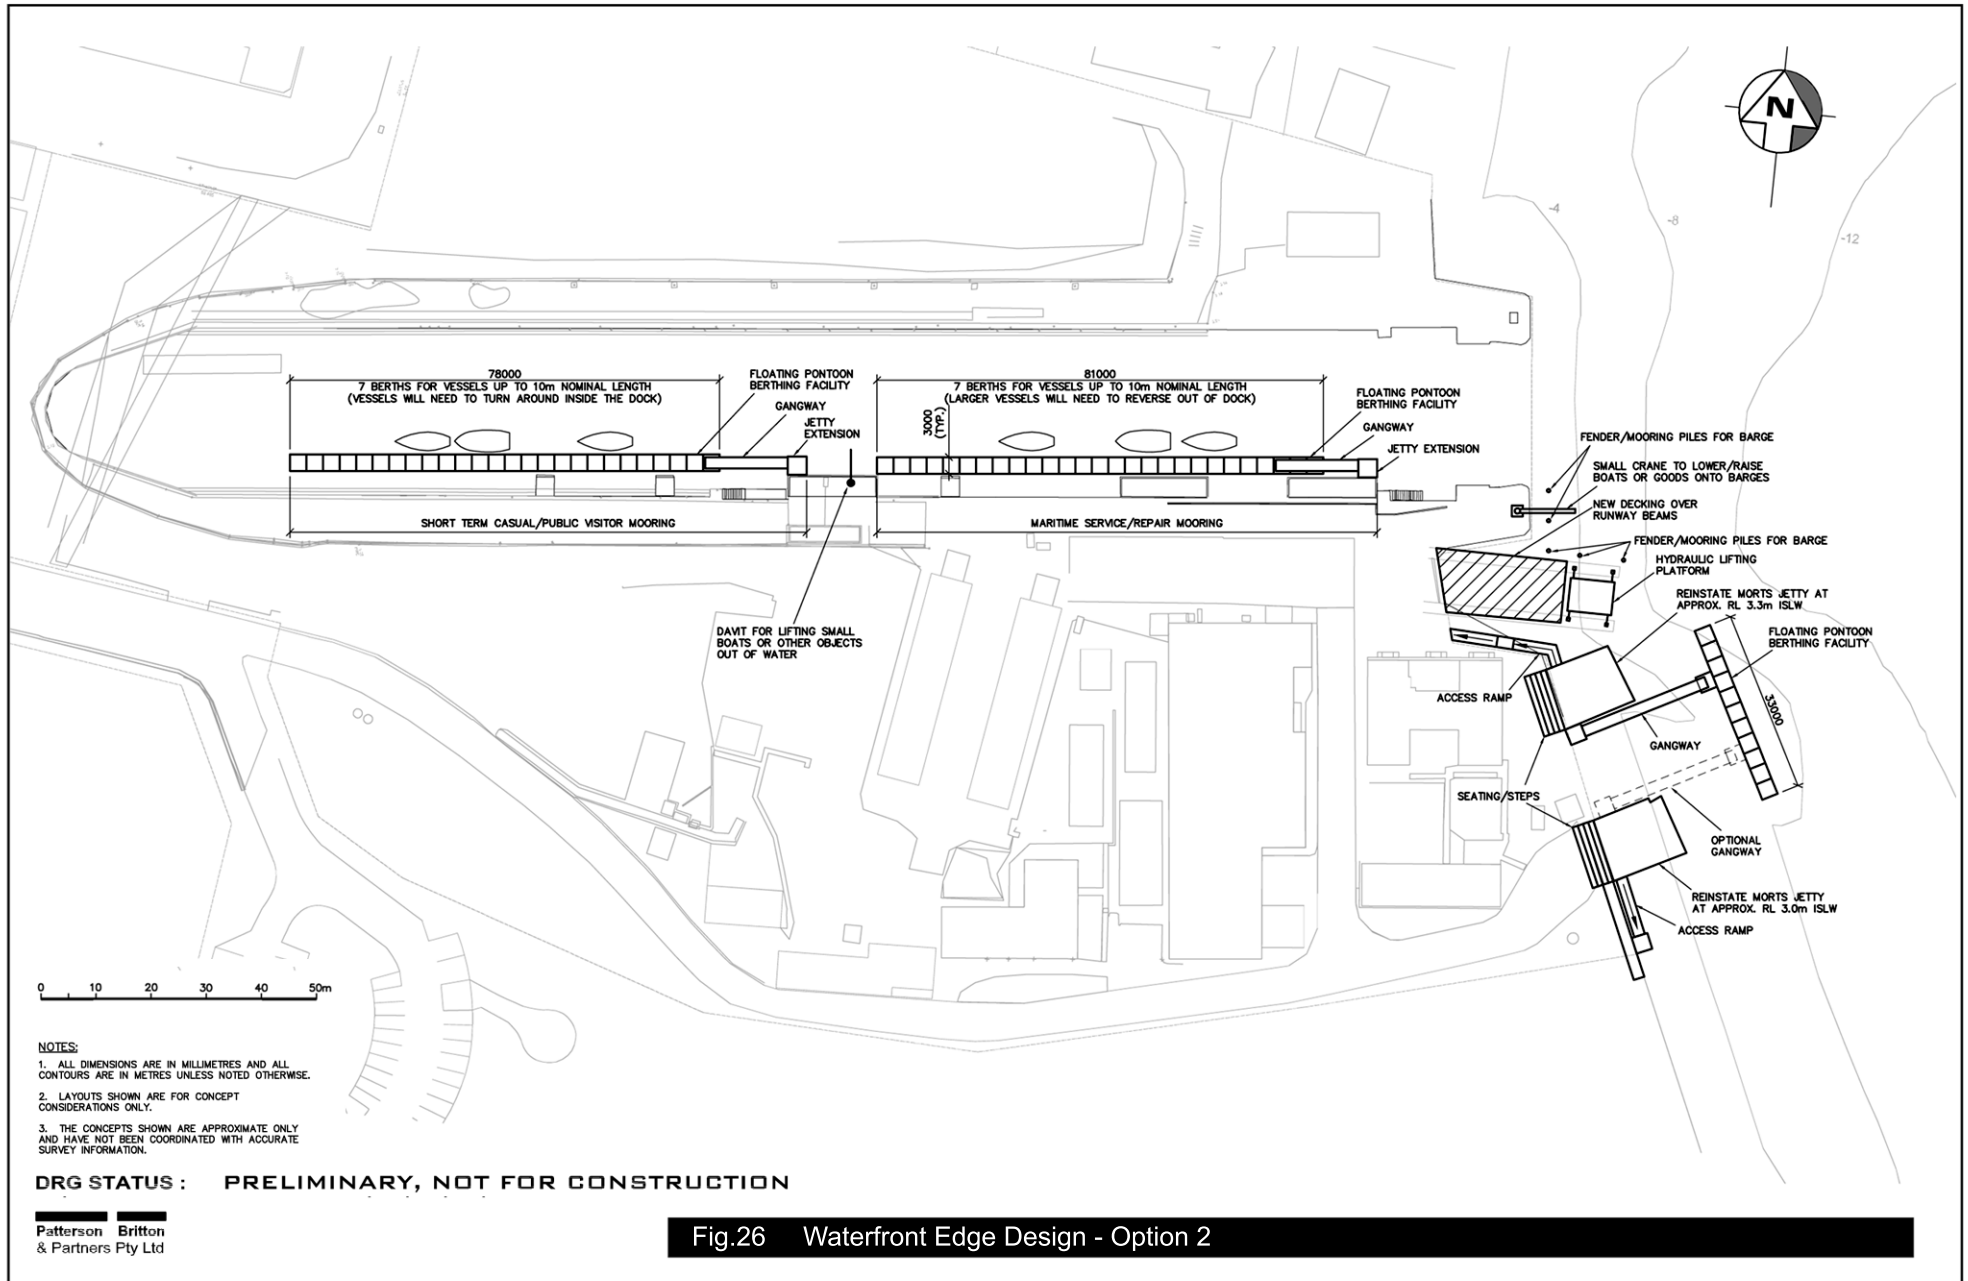 N
-4
-8
-12
78000
7 BERTHS FOR VESSELS UP TO 10m NOMINAL LENGTH
(VESSELS WILL NEED TO TURN AROUND INSIDE THE DOCK)
FLOATING PONTOON
BERTHING FACILITY
GANGWAY
JETTY
EXTENSION
81000
7 BERTHS FOR VESSELS UP TO 10m NOMINAL LENGTH
(LARGER VESSELS WILL NEED TO REVERSE OUT OF DOCK)
3000
(TYP.)
FLOATING PONTOON
BERTHING FACILITY
GANGWAY
JETTY EXTENSION
FENDER/MOORING PILES FOR BARGE
SMALL CRANE TO LOWER/RAISE
BOATS OR GOODS ONTO BARGES
NEW DECKING OVER
RUNWAY BEAMS
SHORT TERM CASUAL/PUBLIC VISITOR MOORING
MARITIME SERVICE/REPAIR MOORING
FENDER/MOORING PILES FOR BARGE
HYDRAULIC LIFTING
PLATFORM
REINSTATE MORTS JETTY AT
APPROX. RL 3.3m ISLW
FLOATING PONTOON
BERTHING FACILITY
DAVIT FOR LIFTING SMALL
BOATS OR OTHER OBJECTS
OUT OF WATER
ACCESS RAMP
33000
GANGWAY
SEATING/STEPS
OPTIONAL
GANGWAY
REINSTATE MORTS JETTY
AT APPROX. RL 3.0m ISLW
ACCESS RAMP
0 10 20 30 40 50m
NOTES:
1. ALL DIMENSIONS ARE IN MILLIMETRES AND ALL
CONTOURS ARE IN METRES UNLESS NOTED OTHERWISE.
2. LAYOUTS SHOWN ARE FOR CONCEPT
CONSIDERATIONS ONLY.
3. THE CONCEPTS SHOWN ARE APPROXIMATE ONLY
AND HAVE NOT BEEN COORDINATED WITH ACCURATE
SURVEY INFORMATION.
DRG STATUS : PRELIMINARY, NOT FOR CONSTRUCTION
Patterson Britton
& Partners Pty Ltd
Fig.26 Waterfront Edge Design - Option 2